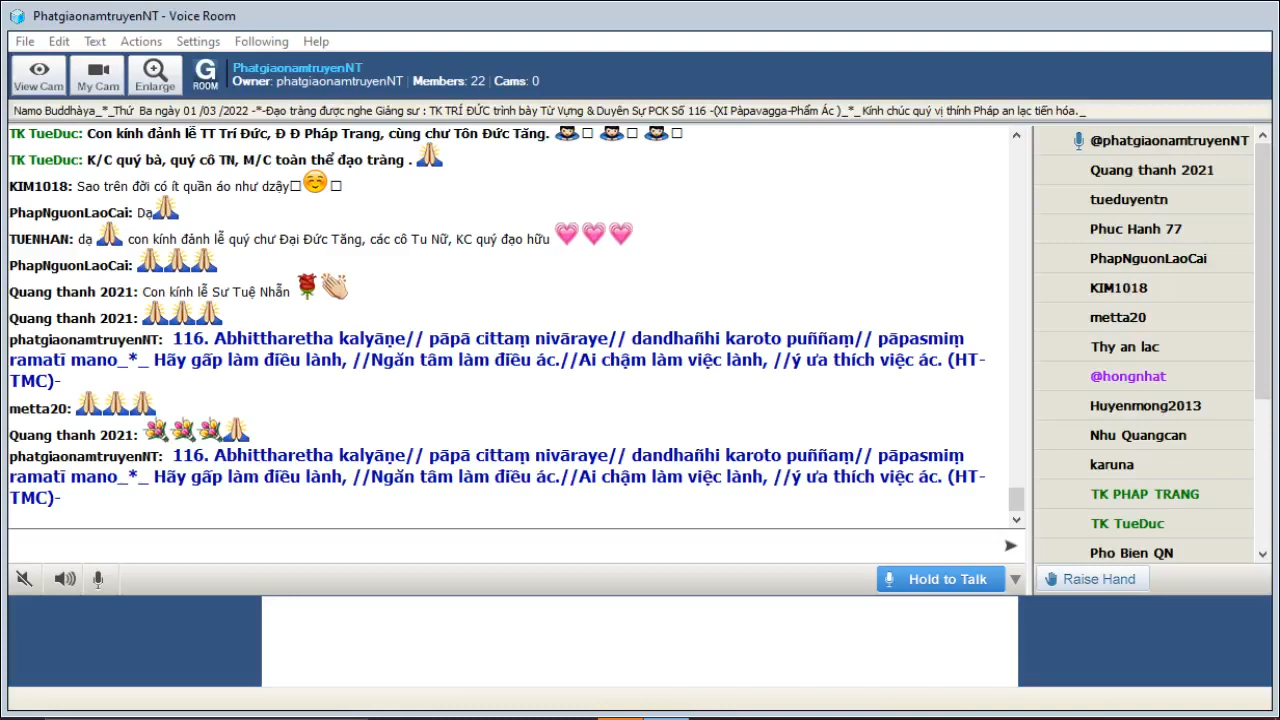 PhatgiaonamtruyenNT - Voice Room
File Edit Text Actions Settings Following Help
View Cam My Cam Enlarge G ROOM
PhatgiaonamtruyenNT
Owner: phatgiaonamtruyenNT Members: 22 Cams: 0
Namo Buddhàya_*_Thứ Ba ngày 01 /03 /2022 -*-Đạo tràng được nghe Giảng sư : TK TRÍ ĐỨC trình bày Từ Vựng & Duyên Sự PCK Số 116 -(XI Pàpavagga-Phẩm Ác )_*_Kính chúc quý vị thính Pháp an lạc tiến hóa._
TK TueDuc: Con kính đảnh lễ TT Trí Đức, Đ Đ Pháp Trang, cùng chư Tôn Đức Tăng.
TK TueDuc: K/C quý bà, quý cô TN, M/C toàn thể đạo tràng . 🙏
KIM1018: Sao trên đời có ít quần áo như dzậy
PhapNguonLaoCai: Dạ🙏
TUENHAN: dạ 🙏 con kính đảnh lễ quý chư Đại Đức Tăng, các cô Tu Nữ, KC quý đạo hữu 💗💗💗
PhapNguonLaoCai: 🙏🙏🙏
Quang thanh 2021: Con kính lễ Sư Tuệ Nhẫn 🌹👏
Quang thanh 2021: 🙏🙏🙏
phatgiaonamtruyenNT: 116. Abhittharetha kalyāṇe// pāpā cittaṃ nivāraye// dandhañhi karoto puññaṃ// pāpasmiṃ
ramatī mano_*_ Hãy gấp làm điều lành, //Ngăn tâm làm điều ác.//Ai chậm làm việc lành, //ý ưa thích việc ác. (HT-
TMC)-
metta20: 🙏🙏🙏
Quang thanh 2021: 💐💐💐🙏
phatgiaonamtruyenNT: 116. Abhittharetha kalyāṇe// pāpā cittaṃ nivāraye// dandhañhi karoto puññaṃ// pāpasmiṃ
ramatī mano_*_ Hãy gấp làm điều lành, //Ngăn tâm làm điều ác.//Ai chậm làm việc lành, //ý ưa thích việc ác. (HT-
TMC)-
Hold to Talk
@phatgiaonamtruyenNT
Quang thanh 2021
tueduyentn
Phuc Hanh 77
PhapNguonLaoCai
KIM1018
metta20
Thy an lac
@hongnhat
Huyenmong2013
Nhu Quangcan
karuna
TK PHAP TRANG
TK TueDuc
Pho Bien QN
Raise Hand